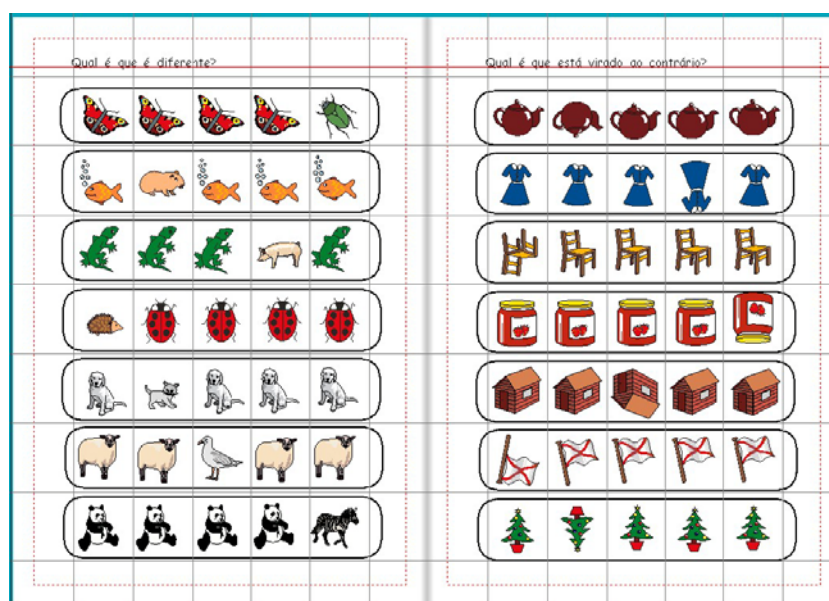 Qual é que é diferente?
Qual é que está virado ao contrário?